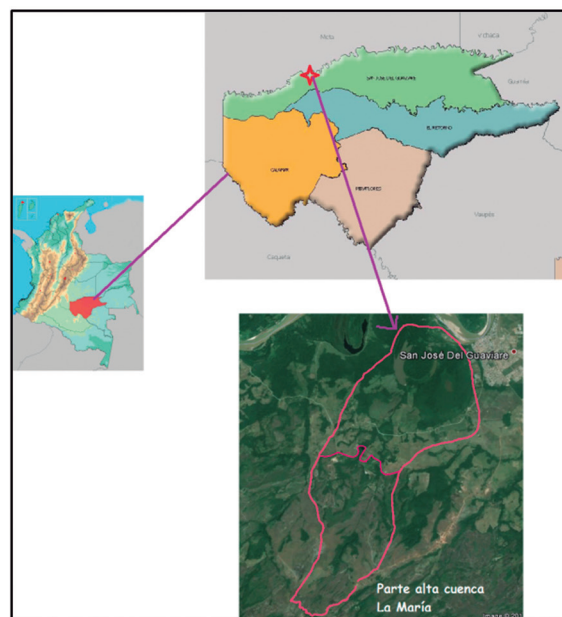 Meta
Vichada
Guainía
SAN JOSE DEL GUAVIARE
EL RETORNO
CALAMAR
MIRAFLORES
Vaupés
Caquetá
San José Del Guaviare
Parte alta cuenca
La María